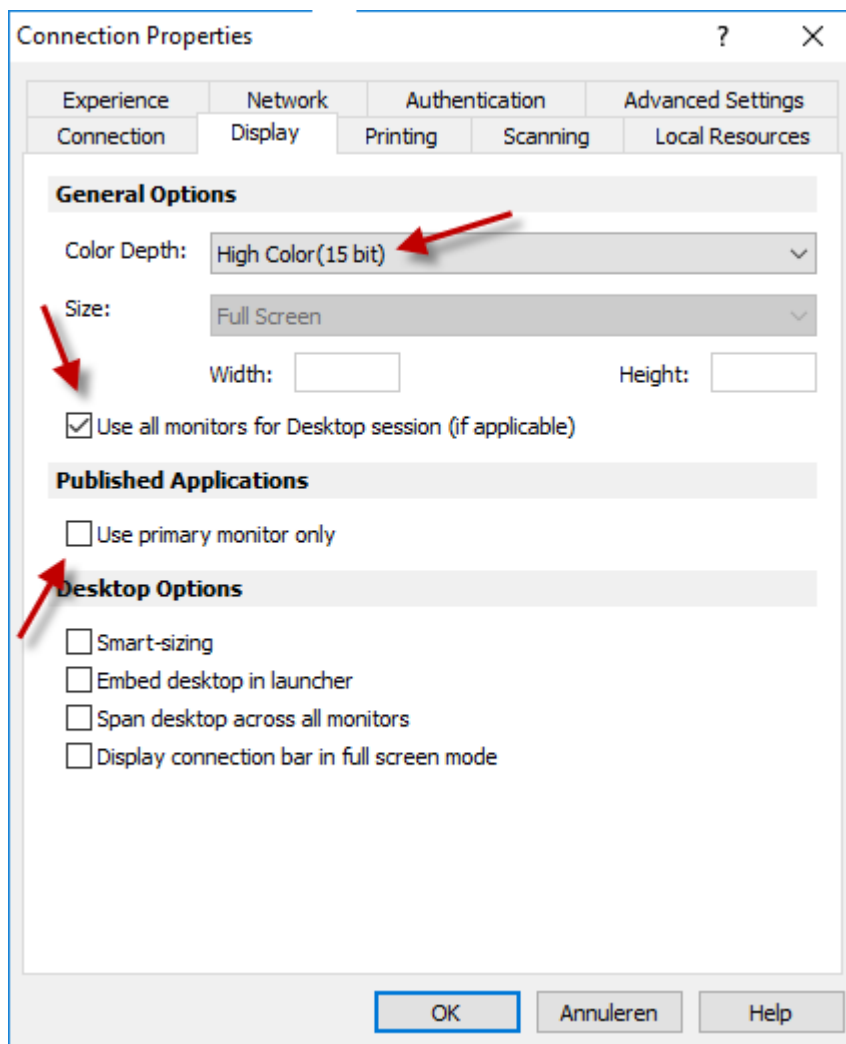 Connection Properties ?
Experience Network Authentication Advanced Settings
Connection Display Printing Scanning Local Resources
General Options
Color Depth: High Color(15 bit)
Size: Full Screen
Width: Height:
Use all monitors for Desktop session (if applicable)
Published Applications
Use primary monitor only
Desktop Options
Smart-sizing
Embed desktop in launcher
Span desktop across all monitors
Display connection bar in full screen mode
OK Annuleren Help